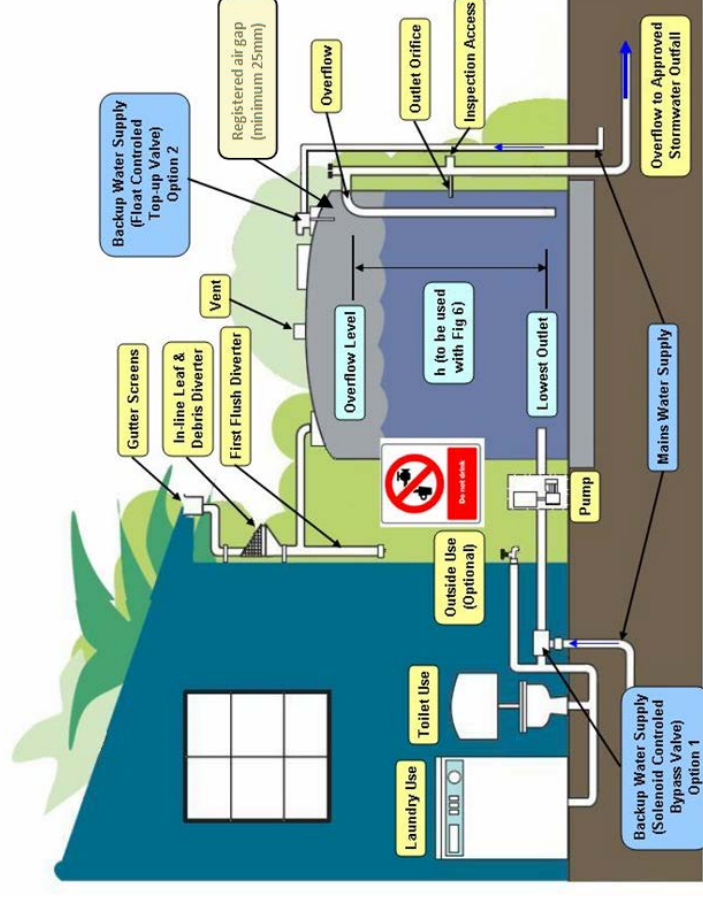 Gutter Screens
In-line Leaf &
Debris Diverter
First Flush Diverter
Vent
Backup Water Supply
(Float Controled
Top-up Valve)
Option 2
Registered air gap
(minimum 25mm)
Overflow
Outlet Orifice
Inspection Access
Overflow Level
h (to be used
with Fig 6)
Lowest Outlet
Do not drink
Laundry Use
Toilet Use
Outside Use
(Optional)
Pump
Backup Water Supply
(Solenoid Controled
Bypass Valve)
Option 1
Mains Water Supply
Overflow to Approved
Stormwater Outfall